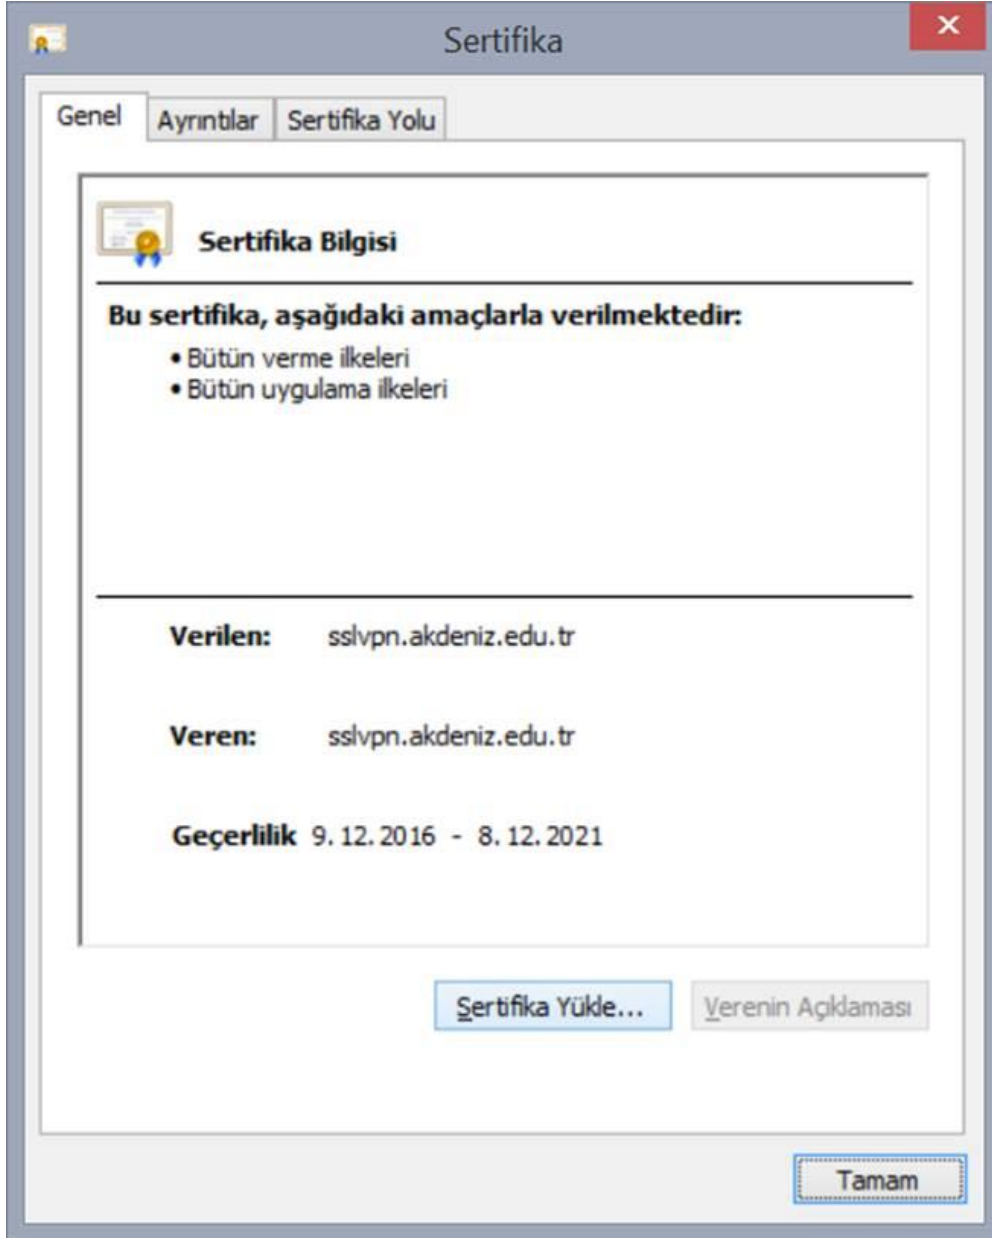 Sertifika
Genel
Ayrıntılar
Sertifika Yolu
Sertifika Bilgisi
Bu sertifika, aşağıdaki amaçlarla verilmektedir:
• Bütün verme ilkeleri
• Bütün uygulama ilkeleri
Verilen: sslvpn.akdeniz.edu.tr
Veren: sslvpn.akdeniz.edu.tr
Geçerlilik 9.12.2016 - 8.12.2021
Sertifika Yükle...
Verenin Açıklaması
Tamam